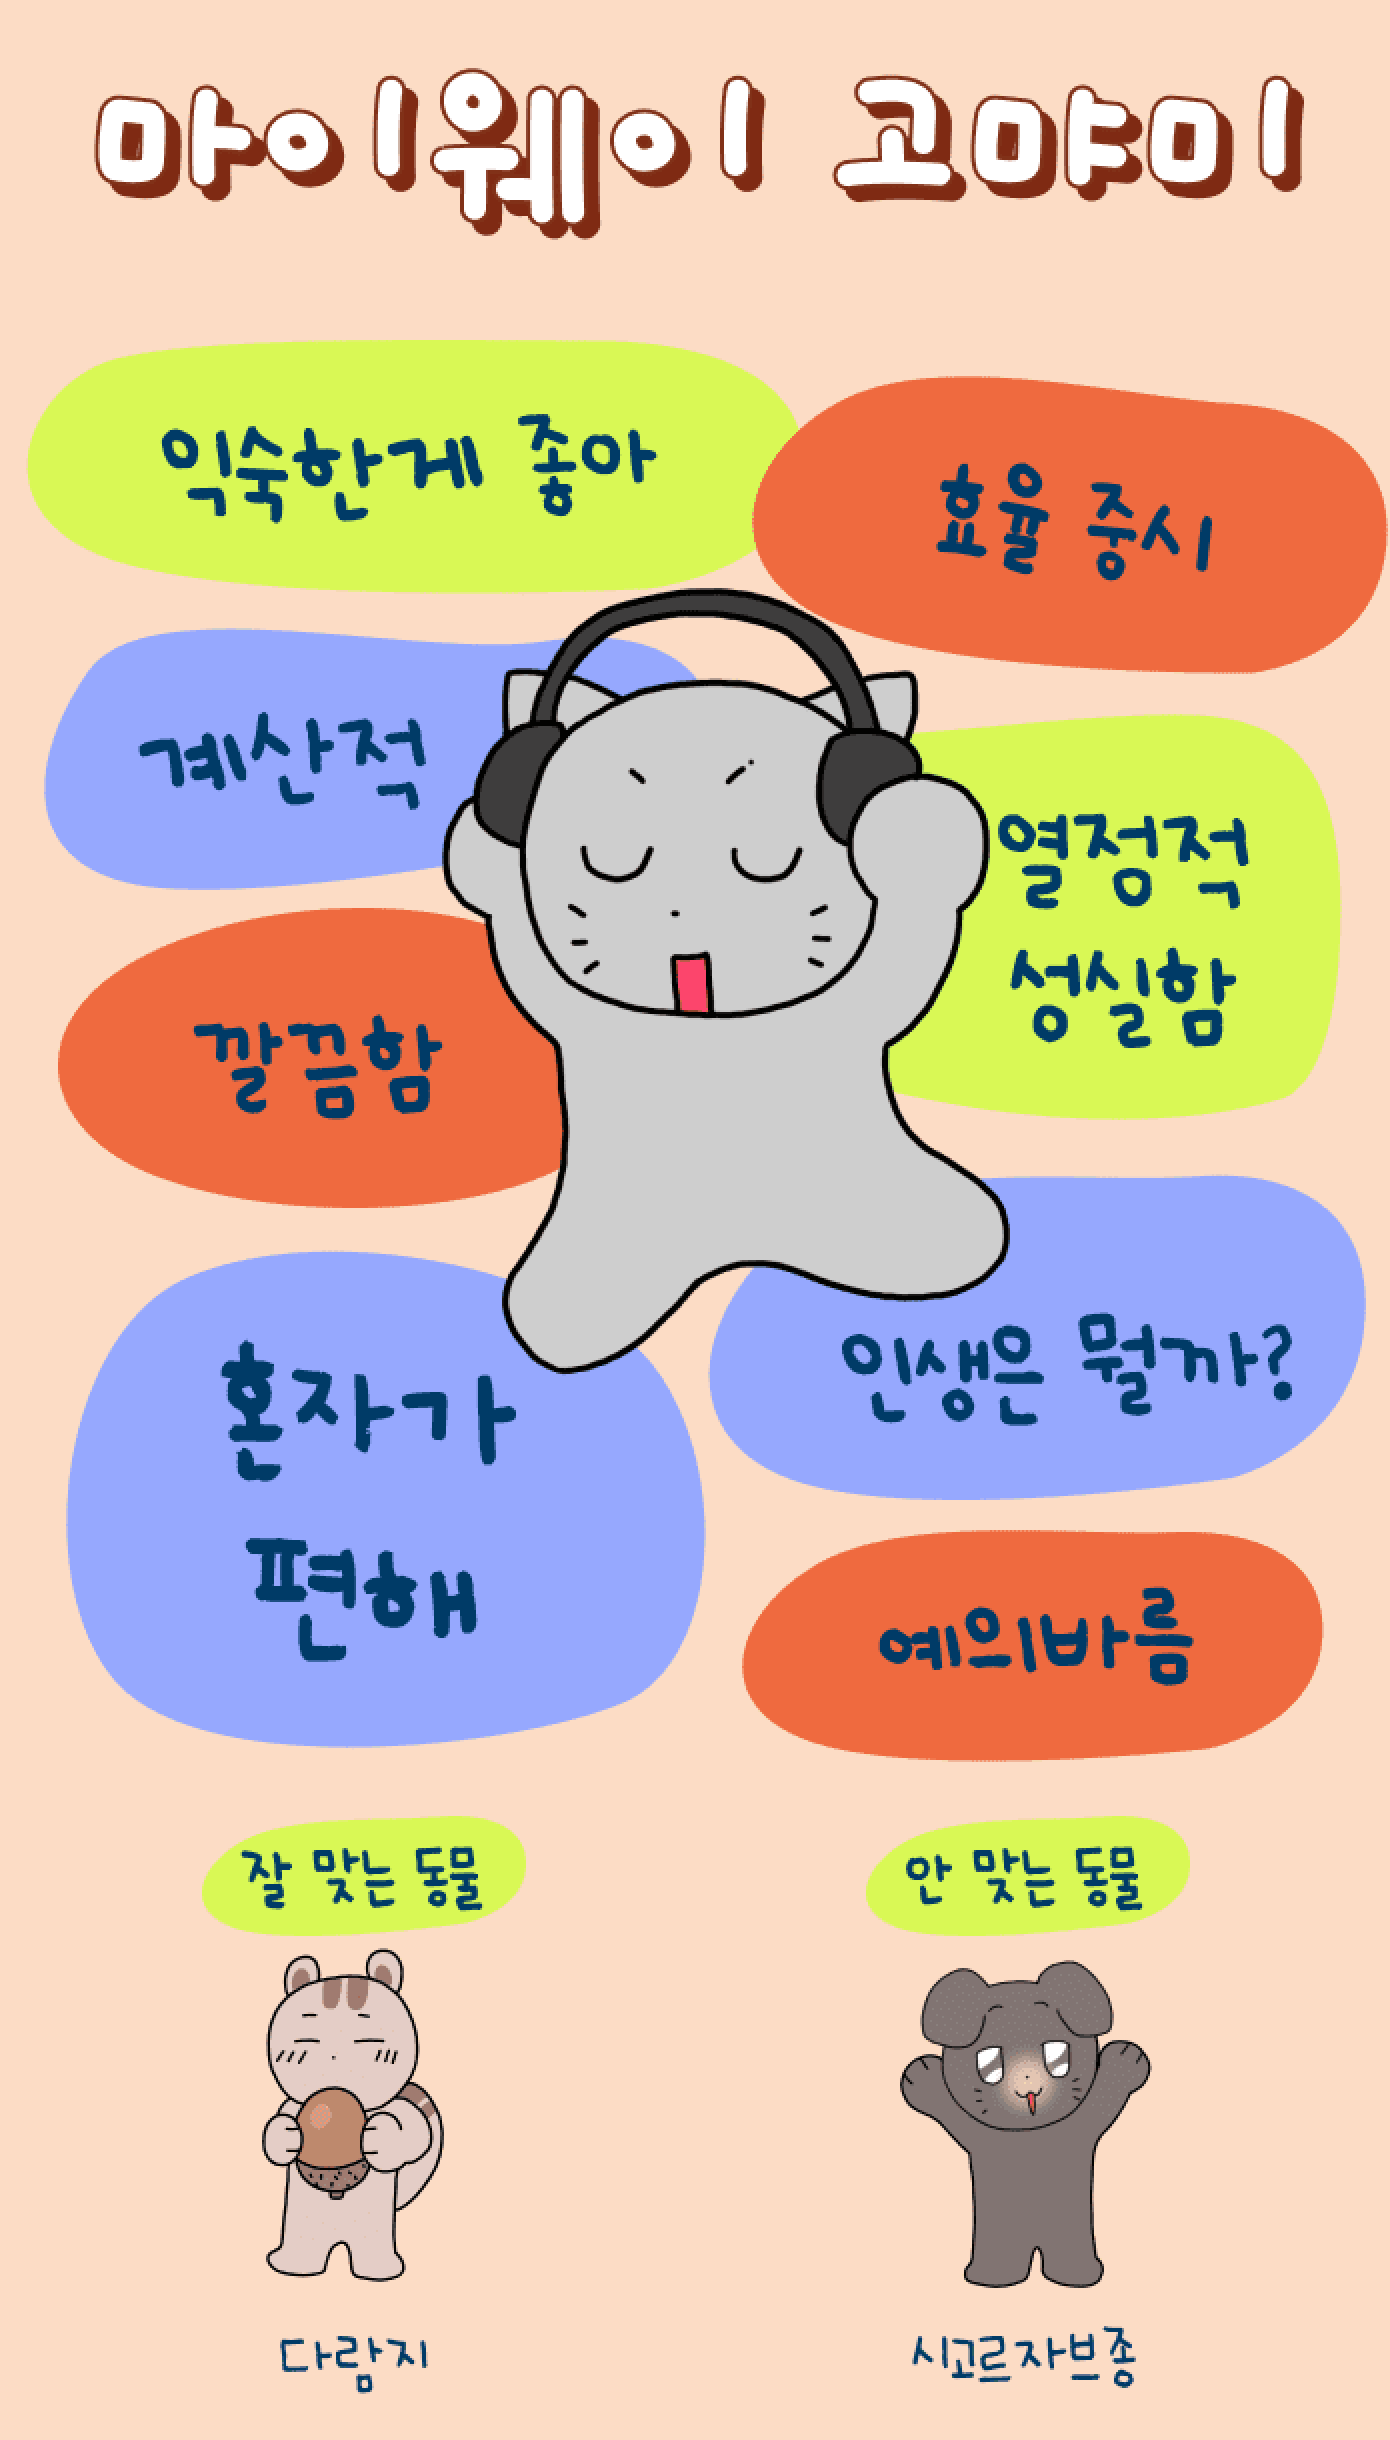 마이웨이 고먀미
익숙한게 좋아
효율 중시
계산적
열정적
성실함
깔끔함
인생은 뭘까?
혼자가
편해
예의바름
잘 맞는 동물
안 맞는 동물
다람지
시고르자브종